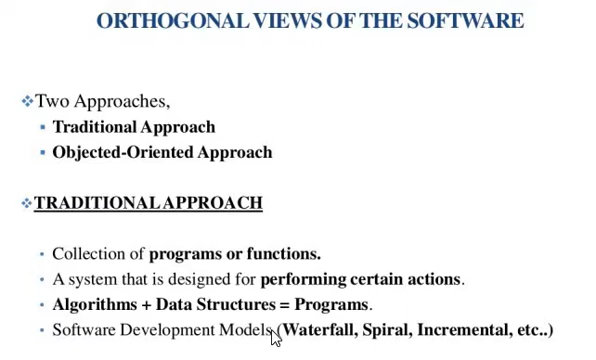 ORTHOGONAL VIEWS OF THE SOFTWARE
Two Approaches,
Traditional Approach
Objected-Oriented Approach
TRADITIONAL APPROACH
Collection of programs or functions.
A system that is designed for performing certain actions.
Algorithms + Data Structures = Programs.
Software Development Models (Waterfall, Spiral, Incremental, etc..)